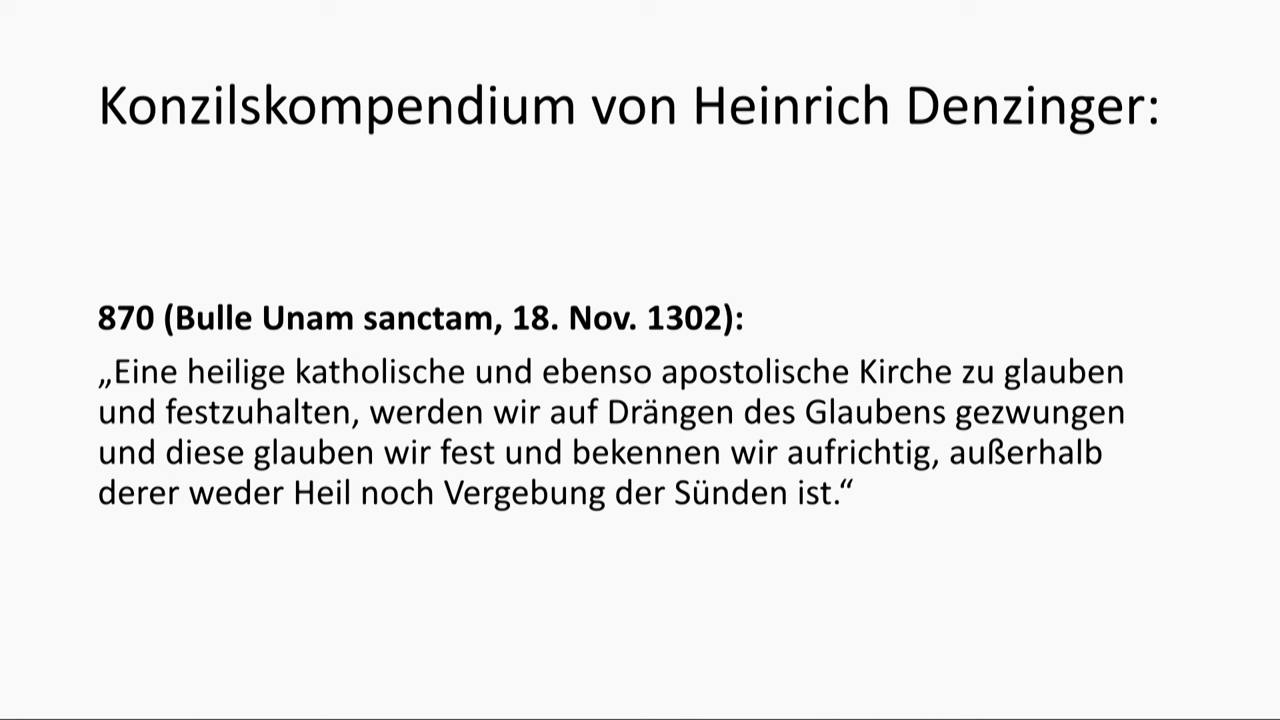 Konzilskompendium von Heinrich Denzinger:
870 (Bulle Unam sanctam, 18. Nov. 1302):
„Eine heilige katholische und ebenso apostolische Kirche zu glauben
und festzuhalten, werden wir auf Drängen des Glaubens gezwungen
und diese glauben wir fest und bekennen wir aufrichtig, außerhalb
derer weder Heil noch Vergebung der Sünden ist.“